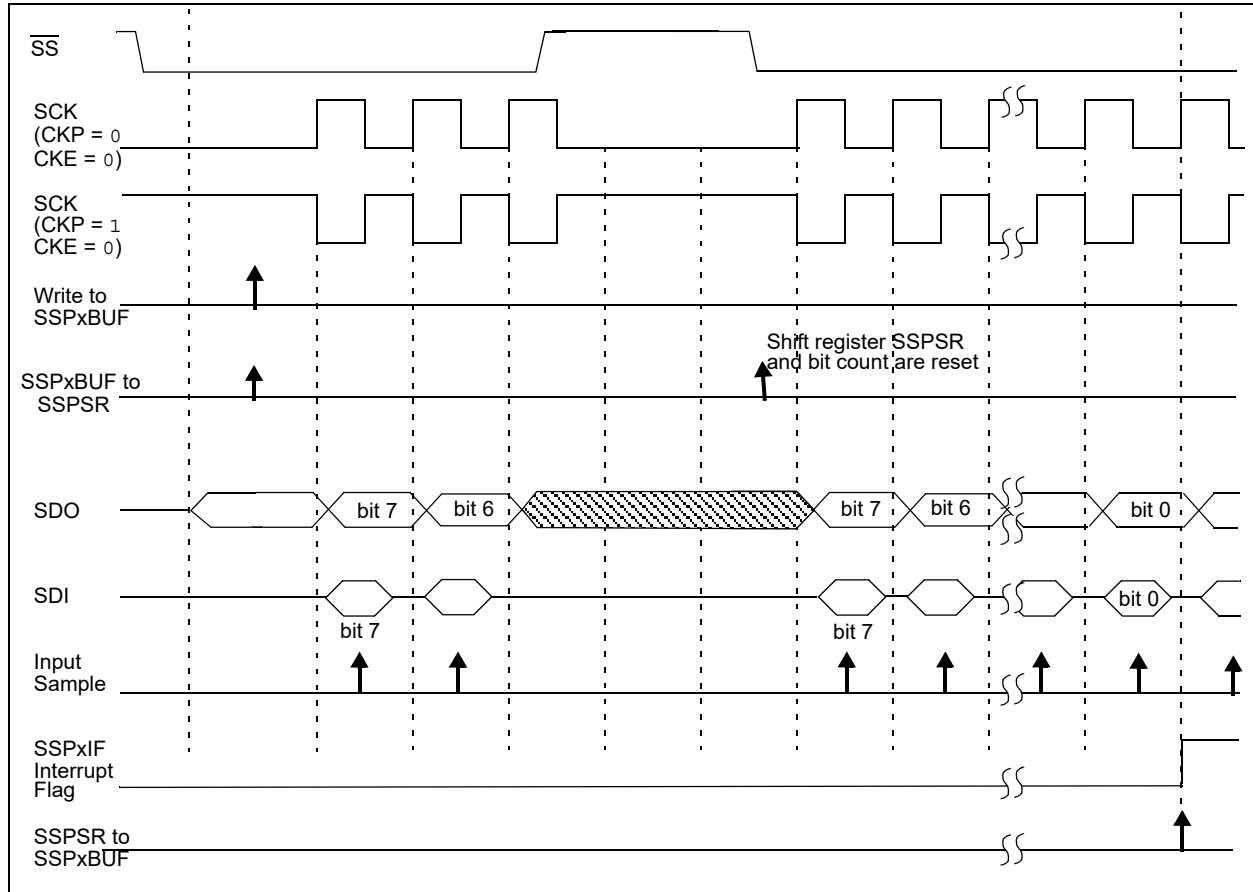 SS
SCK
(CKP = 0
CKE = 0)
SCK
(CKP = 1
CKE = 0)
Write to
SSPxBUF
Shift register SSPSR
and bit count are reset
SSPxBUF to
SSPSR
SDO
bit 7
bit 6
bit 7
bit 6
bit 0
SDI
bit 0
bit 7
bit 7
Input
Sample
SSPxIF
Interrupt
Flag
SSPSR to
SSPxBUF